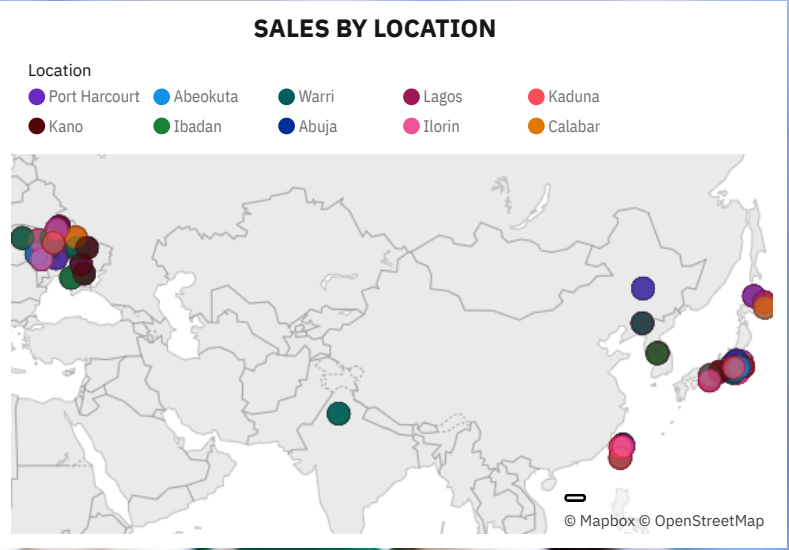 SALES BY LOCATION
Location
Port Harcourt Abeokuta Warri Lagos Kaduna
Kano Ibadan Abuja Ilorin Calabar
© Mapbox © OpenStreetMap